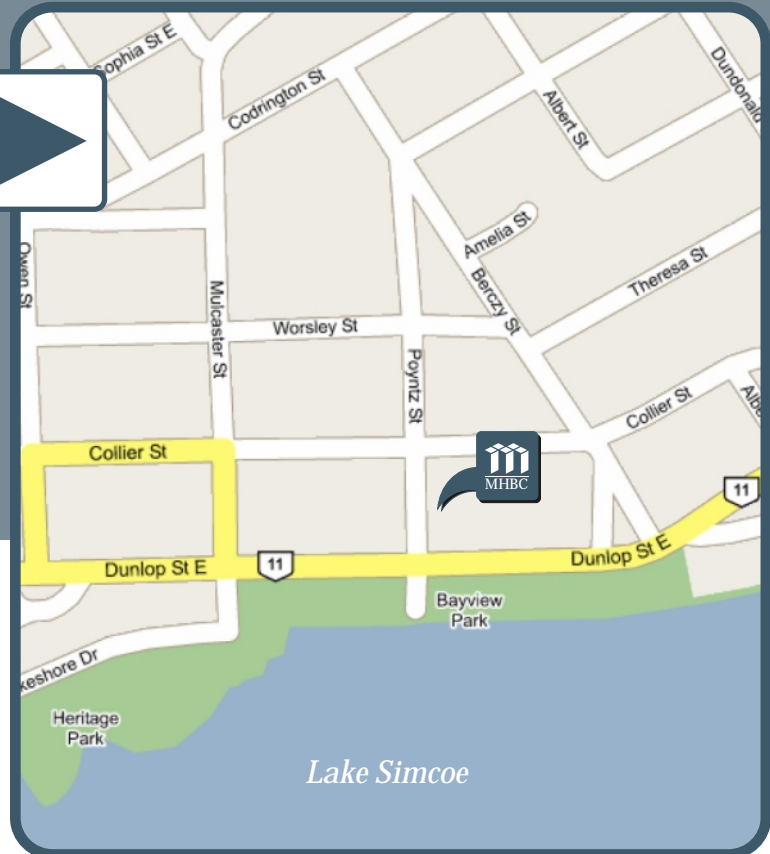 Sophia St E
Codrington St
Dundonald
Albert St
Amelia St
Owen St
Theresa St
Mulcaster St
Berczy St
Worsley St
Poyntz St
Collier St
Albe
Collier St
MHBC
11
11
Dunlop St E
Dunlop St E
Bayview
Park
keshore Dr
Heritage
Park
Lake Simcoe